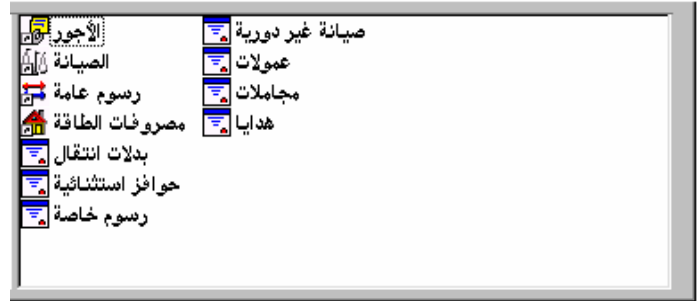 الأجور
الصيانة
رسوم عامة
مصروفات الطاقة
بدلات انتقال
حوافز استثنائية
رسوم خاصة
صيانة غير دورية
عمولات
مجاملات
هدايا